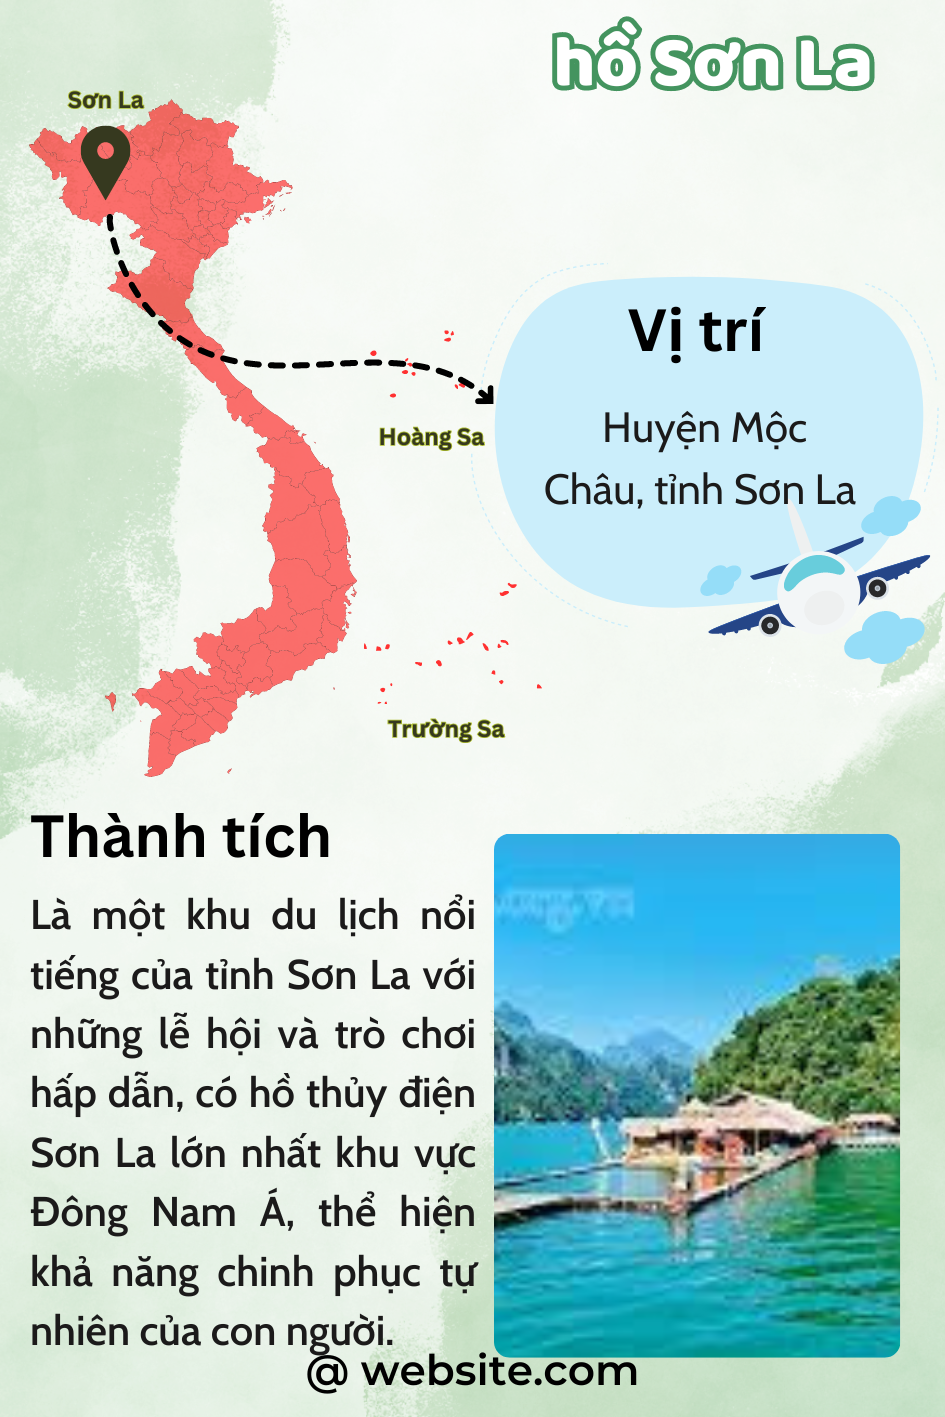 hồ Sơn La
Sơn La
Vị trí
Huyện Mộc
Châu, tỉnh Sơn La
Hoàng Sa
Trường Sa
Thành tích
Là một khu du lịch nổi
tiếng của tỉnh Sơn La với
những lễ hội và trò chơi
hấp dẫn, có hồ thủy điện
Sơn La lớn nhất khu vực
Đông Nam Á, thể hiện
khả năng chinh phục tự
nhiên của con người.
@ website.com